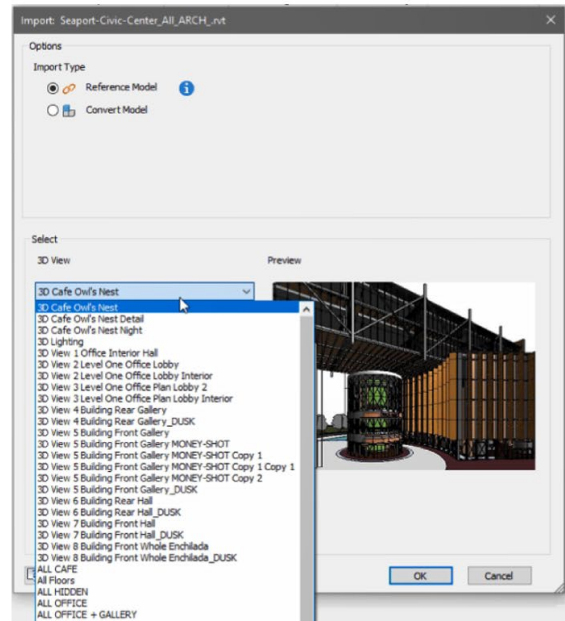 Import: Seaport-Civic-Center_All_ARCH_.rvt
Options
Import Type
Reference Model
Convert Model
Select
3D View
Preview
3D Cafe Owl's Nest
3D Cafe Owl's Nest
3D Cafe Owl's Nest Detail
3D Cafe Owl's Nest Night
3D Lighting
3D View 1 Office Interior Hall
3D View 2 Level One Office Lobby
3D View 2 Level One Office Lobby Interior
3D View 3 Level One Office Plan Lobby 2
3D View 3 Level One Office Plan Lobby Interior
3D View 4 Building Rear Gallery
3D View 4 Building Rear Gallery_DUSK
3D View 5 Building Front Gallery
3D View 5 Building Front Gallery MONEY-SHOT
3D View 5 Building Front Gallery MONEY-SHOT Copy 1
3D View 5 Building Front Gallery MONEY-SHOT Copy 1 Copy 1
3D View 5 Building Front Gallery MONEY-SHOT Copy 2
3D View 5 Building Front Gallery_DUSK
3D View 6 Building Rear Hall
3D View 6 Building Rear Hall_DUSK
3D View 7 Building Front Hall
3D View 7 Building Front Hall_DUSK
3D View 8 Building Front Whole Enchilada
3D View 8 Building Front Whole Enchilada_DUSK
ALL CAFE
All Floors
ALL HIDDEN
ALL OFFICE
ALL OFFICE + GALLERY
OK Cancel